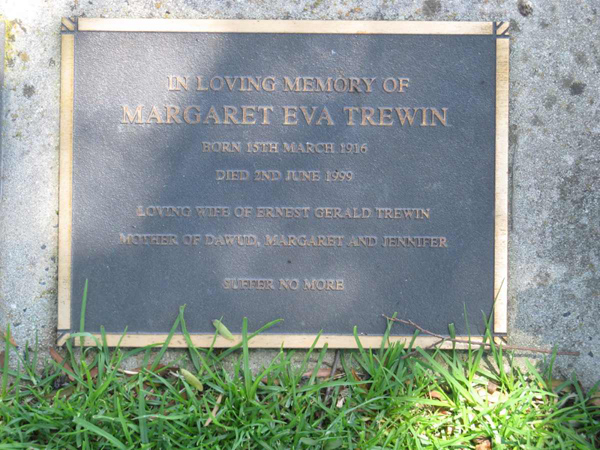 IN LOVING MEMORY OF
MARGARET EVA TREWIN
BORN 15TH MARCH 1916
DIED 2ND JUNE 1999
LOVING WIFE OF ERNEST GERALD TREWIN
MOTHER OF DAWUD, MARGARET AND JENNIFER
SUFFER NO MORE